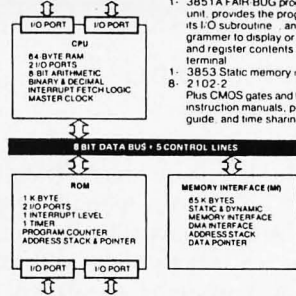 I/O PORT I/O PORT
CPU
64 BYTE RAM
2 I/O PORTS
8 BIT ARITHMETIC
BINARY & DECIMAL
INTERRUPT FETCH LOGIC
MASTER CLOCK
1- 3851A FAIR-BUG prog
unit, provides the prog
its I/O subroutine and
grammer to display or
and register contents
terminal
1- 3853 Static memory
8- 2102-2
Plus CMOS gates and
instruction manuals, p
guide and time sharin
8 BIT DATA BUS + 5 CONTROL LINES
ROM
1 K BYTE
2 I/O PORTS
1 INTERRUPT LEVEL
1 TIMER
PROGRAM COUNTER
ADDRESS STACK & POINTER
I/O PORT I/O PORT
MEMORY INTERFACE (MI)
65 K BYTES
STATIC & DYNAMIC
MEMORY INTERFACE
DMA INTERFACE
ADDRESS STACK
DATA POINTER